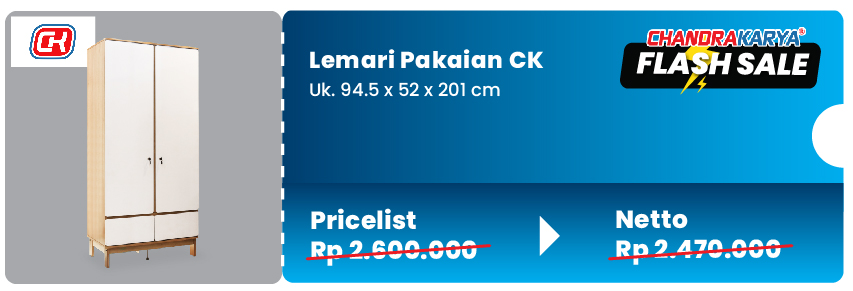 CK
Lemari Pakaian CK
Uk. 94.5 x 52 x 201 cm
CHANDRAKARYA®
FLASH SALE
Pricelist
Rp 2.600.000
Netto
Rp 2.470.000